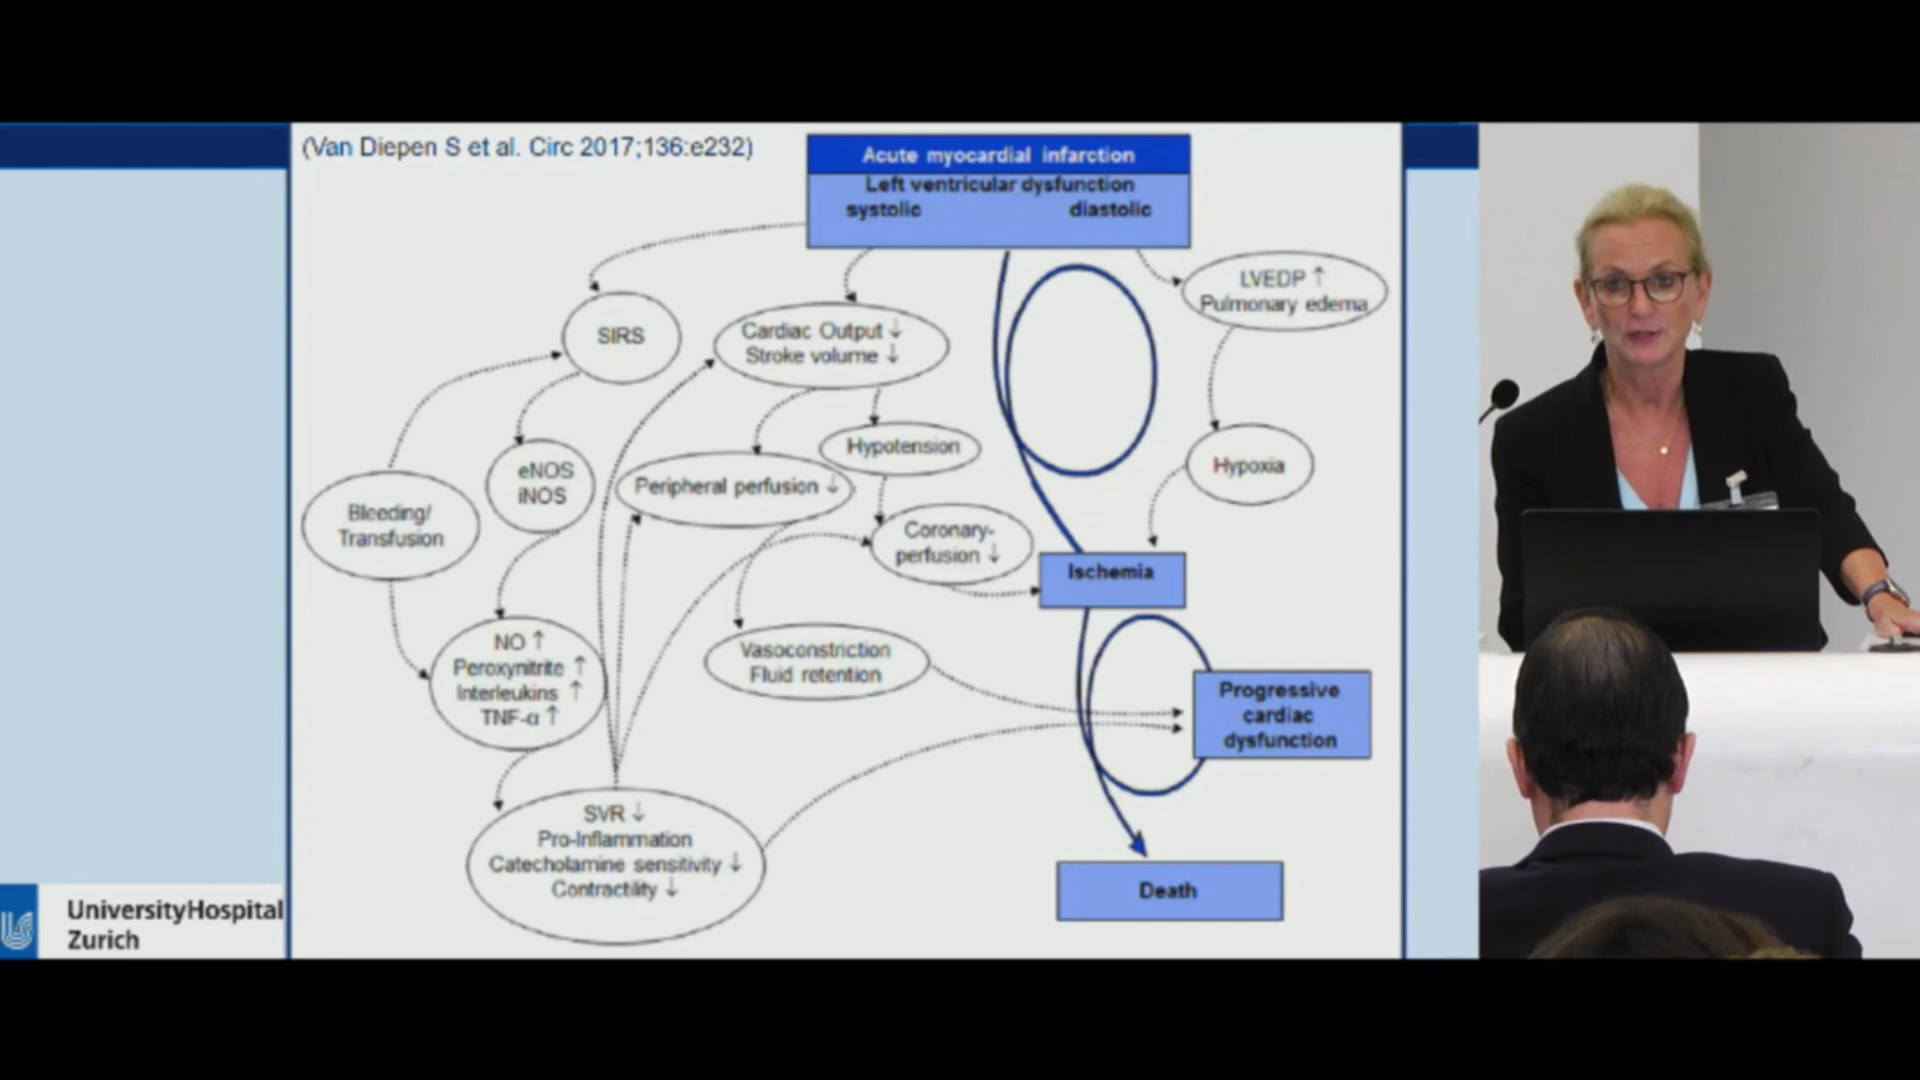 (Van Diepen S et al. Circ 2017;136:e232)
Acute myocardial infarction
Left ventricular dysfunction
systolic diastolic
LVEDP ↑
Pulmonary edema
SIRS
Cardiac Output ↓
Stroke volume ↓
Hypotension
Hypoxia
eNOS
iNOS
Peripheral perfusion ↓
Bleeding/
Transfusion
Coronary-
perfusion ↓
Ischemia
NO ↑
Peroxynitrite ↑
Interleukins ↑
TNF-α ↑
Vasoconstriction
Fluid retention
Progressive
cardiac
dysfunction
SVR ↓
Pro-Inflammation
Catecholamine sensitivity ↓
Contractility ↓
Death
UniversityHospital
Zurich